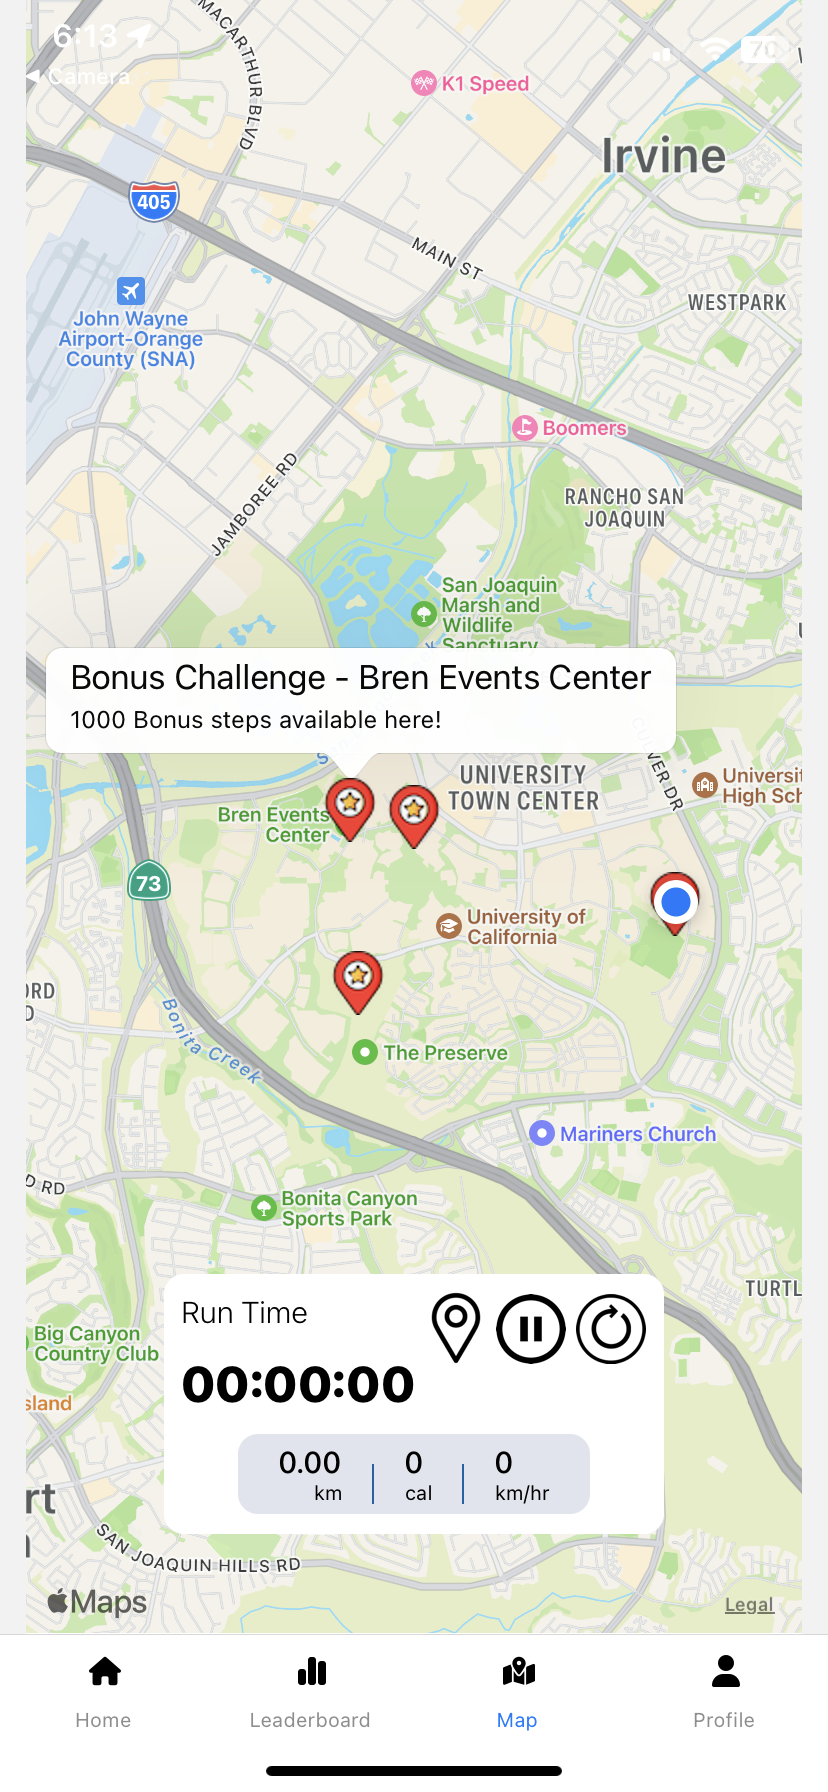 6:13
70
Camera
MACARTHUR BLVD
K1 Speed
Irvine
405
MAIN ST
John Wayne
Airport-Orange
County (SNA)
WESTPARK
Boomers
JAMBOREE RD
RANCHO SAN
JOAQUIN
San Joaquin
Marsh and
Wildlife
Sanctuary
Bonus Challenge - Bren Events Center
1000 Bonus steps available here!
CULVER DR
UNIVERSITY
TOWN CENTER
Universit
High Sch
Bren Events
Center
73
University of
California
ORD
Bonita Creek
The Preserve
Mariners Church
D RD
Bonita Canyon
Sports Park
TURTL
Run Time
Big Canyon
Country Club
00:00:00
sland
0.00
km
0
cal
0
km/hr
rt
SAN JOAQUIN HILLS RD
Maps
Legal
Home
Leaderboard
Map
Profile